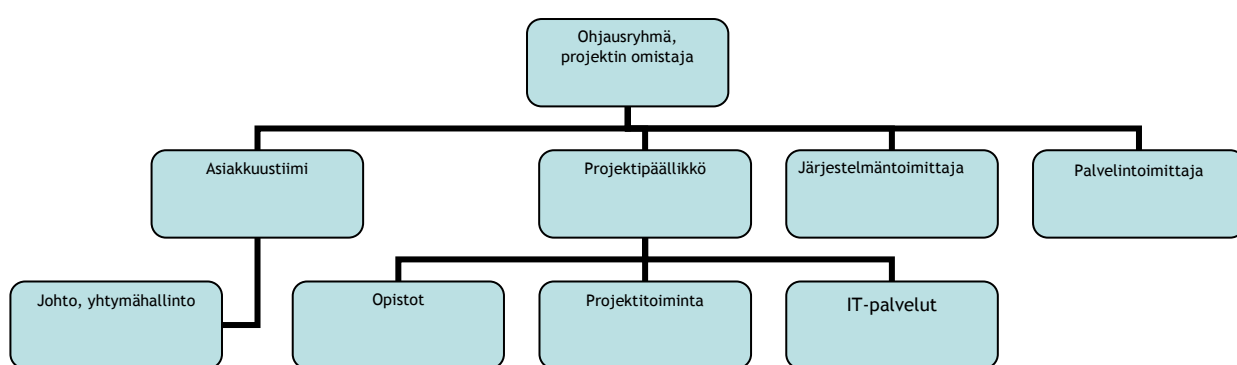 Ohjausryhmä,
projektin omistaja
Asiakkuustiimi
Projektipäällikkö
Järjestelmäntoimittaja
Palvelintoimittaja
Johto, yhtymähallinto
Opistot
Projektitoiminta
IT-palvelut